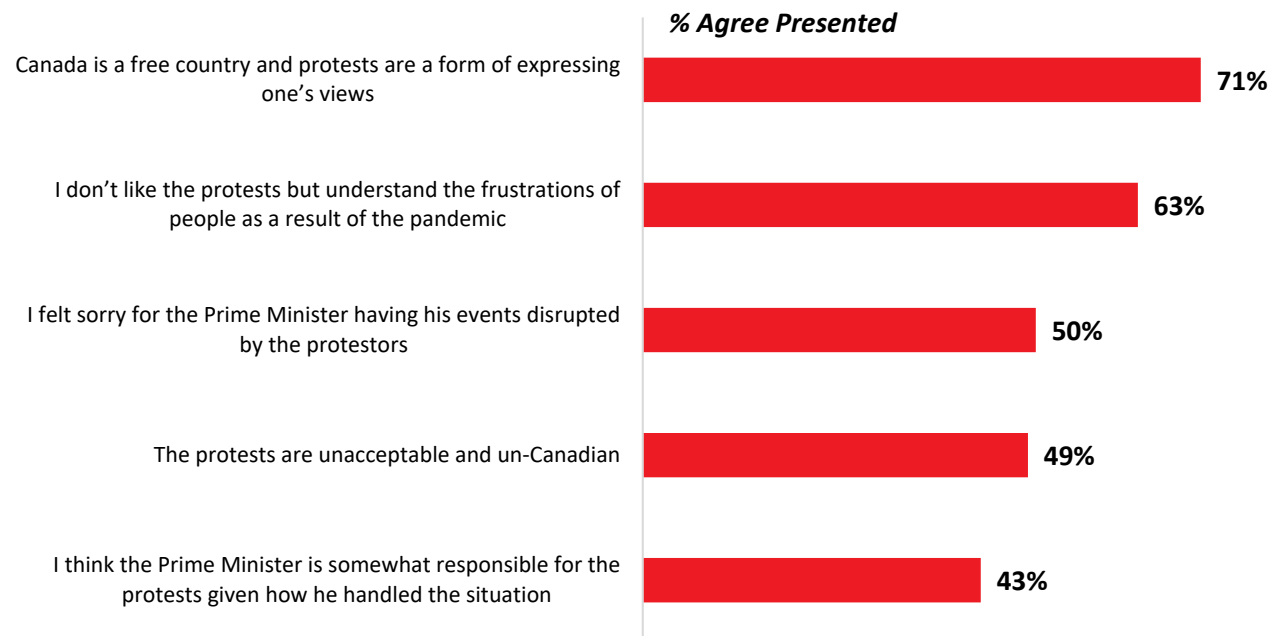 % Agree Presented
Canada is a free country and protests are a form of expressing
one’s views
71%
I don’t like the protests but understand the frustrations of
people as a result of the pandemic
63%
I felt sorry for the Prime Minister having his events disrupted
by the protestors
50%
The protests are unacceptable and un-Canadian
49%
I think the Prime Minister is somewhat responsible for the
protests given how he handled the situation
43%